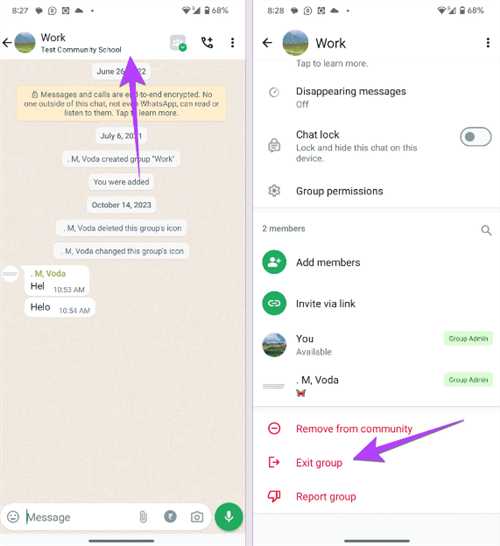 8:27
68%
Work
Test Community School
June 26, 2022
Messages and calls are end-to-end encrypted. No
one outside of this chat, not even WhatsApp, can read or
listen to them. Tap to learn more.
July 6, 2021
. M, Voda created group "Work"
You were added
October 14, 2023
. M, Voda deleted this group's icon
. M, Voda changed this group's icon
. M, Voda
Hel 10:53 AM
Helo 10:54 AM
Message
8:28
68%
Work
Tap to learn more.
Disappearing messages
Off
Chat lock
Lock and hide this chat on this
device.
Group permissions
2 members
Add members
Invite via link
You
Group Admin
Available
. M, Voda
Group Admin
Remove from community
Exit group
Report group